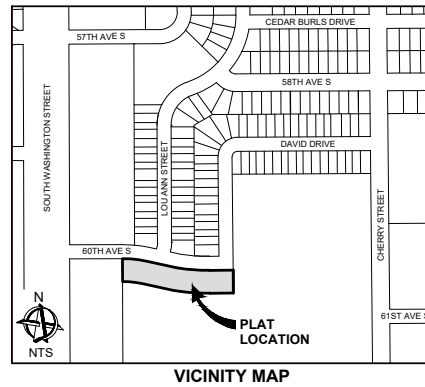 CEDAR BURLS DRIVE
57TH AVE S
58TH AVE S
SOUTH WASHINGTON STREET
LOU ANN STREET
DAVID DRIVE
CHERRY STREET
60TH AVE S
N
NTS
PLAT
LOCATION
61ST AVE S
VICINITY MAP